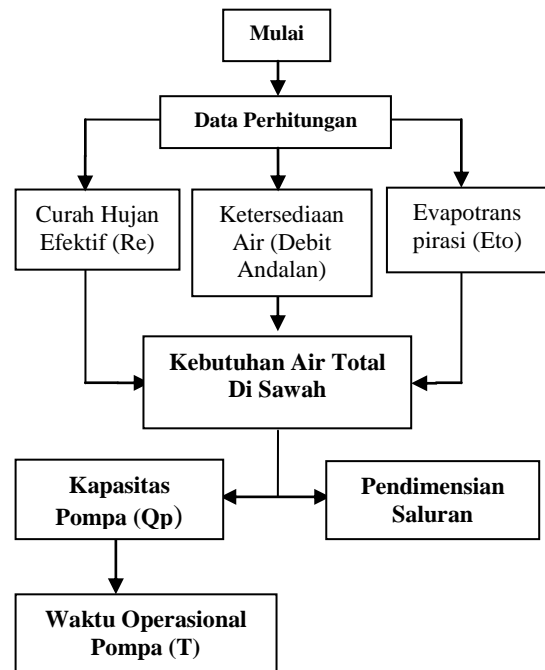 Mulai
Data Perhitungan
Curah Hujan
Efektif (Re)
Ketersediaan
Air (Debit
Andalan)
Evapotrans
pirasi (Eto)
Kebutuhan Air Total
Di Sawah
Kapasitas
Pompa (Qp)
Pendimensian
Saluran
Waktu Operasional
Pompa (T)